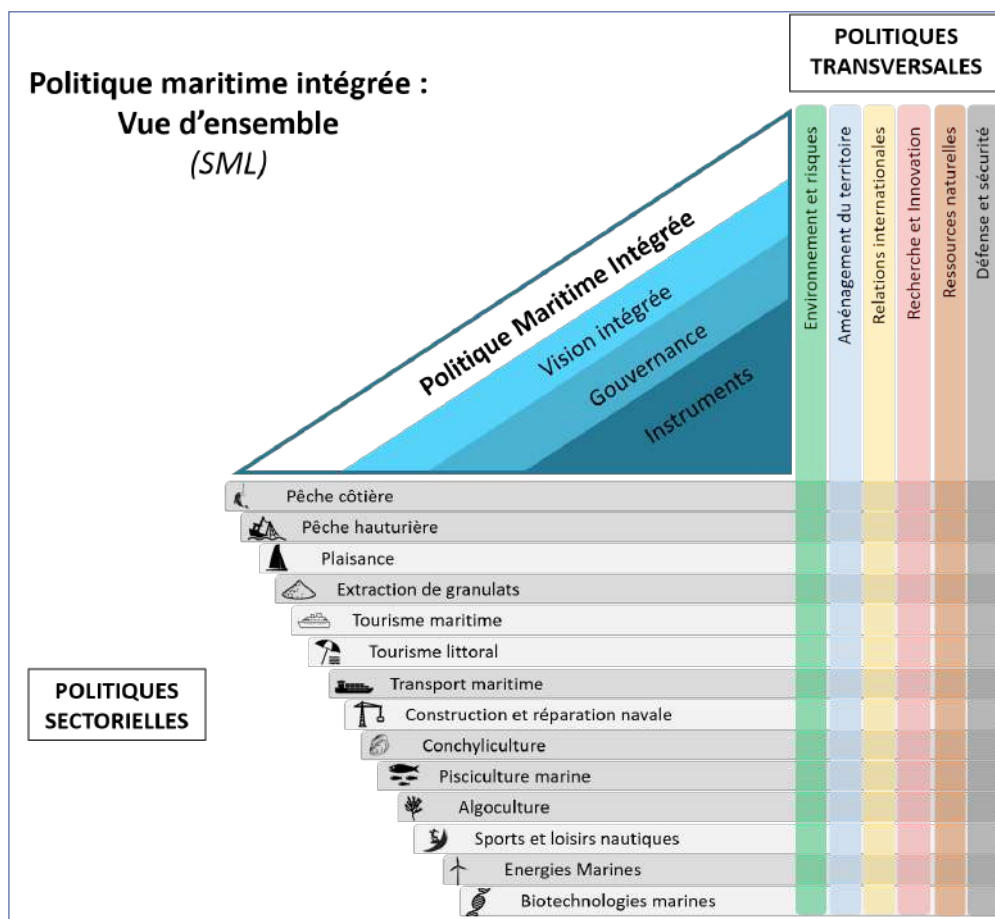 POLITIQUES
TRANSVERSALES
Politique maritime intégrée :
Vue d'ensemble
(SML)
Politique Maritime Intégrée
Vision intégrée
Gouvernance
Instruments
Environnement et risques
Aménagement du territoire
Relations internationales
Recherche et Innovation
Ressources naturelles
Défense et sécurité
Pêche côtière
Pêche hauturière
Plaisance
Extraction de granulats
Tourisme maritime
Tourisme littoral
Transport maritime
Construction et réparation navale
Conchyliculture
Pisciculture marine
Algoculture
Sports et loisirs nautiques
Energies Marines
Biotechnologies marines
POLITIQUES
SECTORIELLES